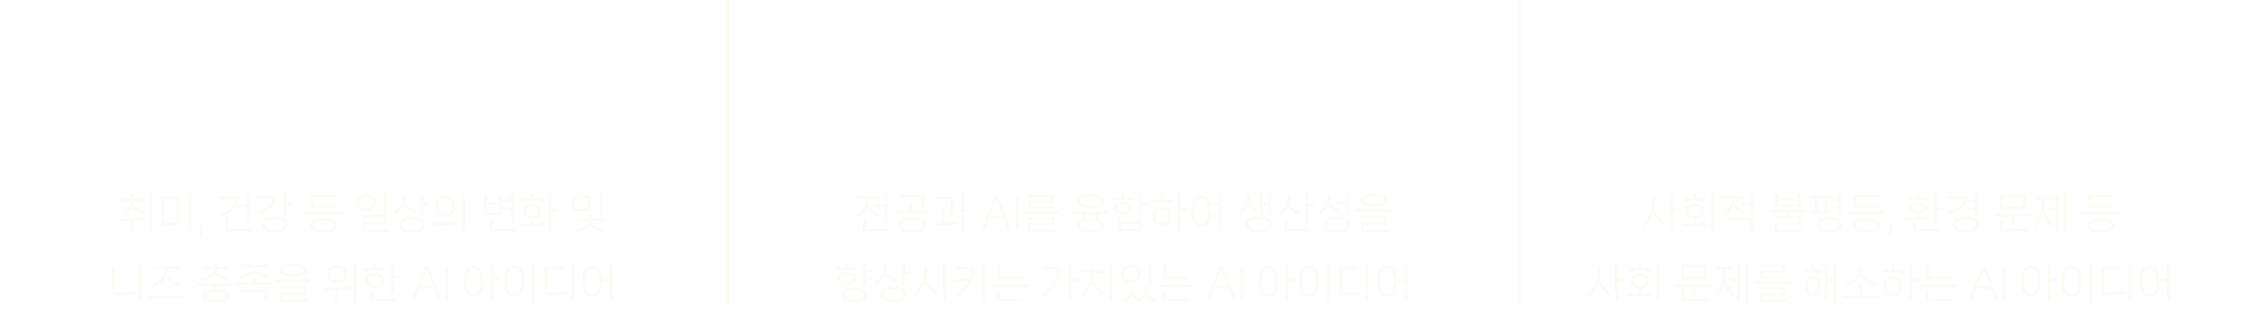 취미, 건강 등 일상의 변화 및
니즈 충족을 위한 AI 아이디어
전공과 AI를 융합하여 생산성을
향상시키는 가치있는 AI 아이디어
사회적 불평등, 환경 문제 등
사회 문제를 해소하는 AI 아이디어